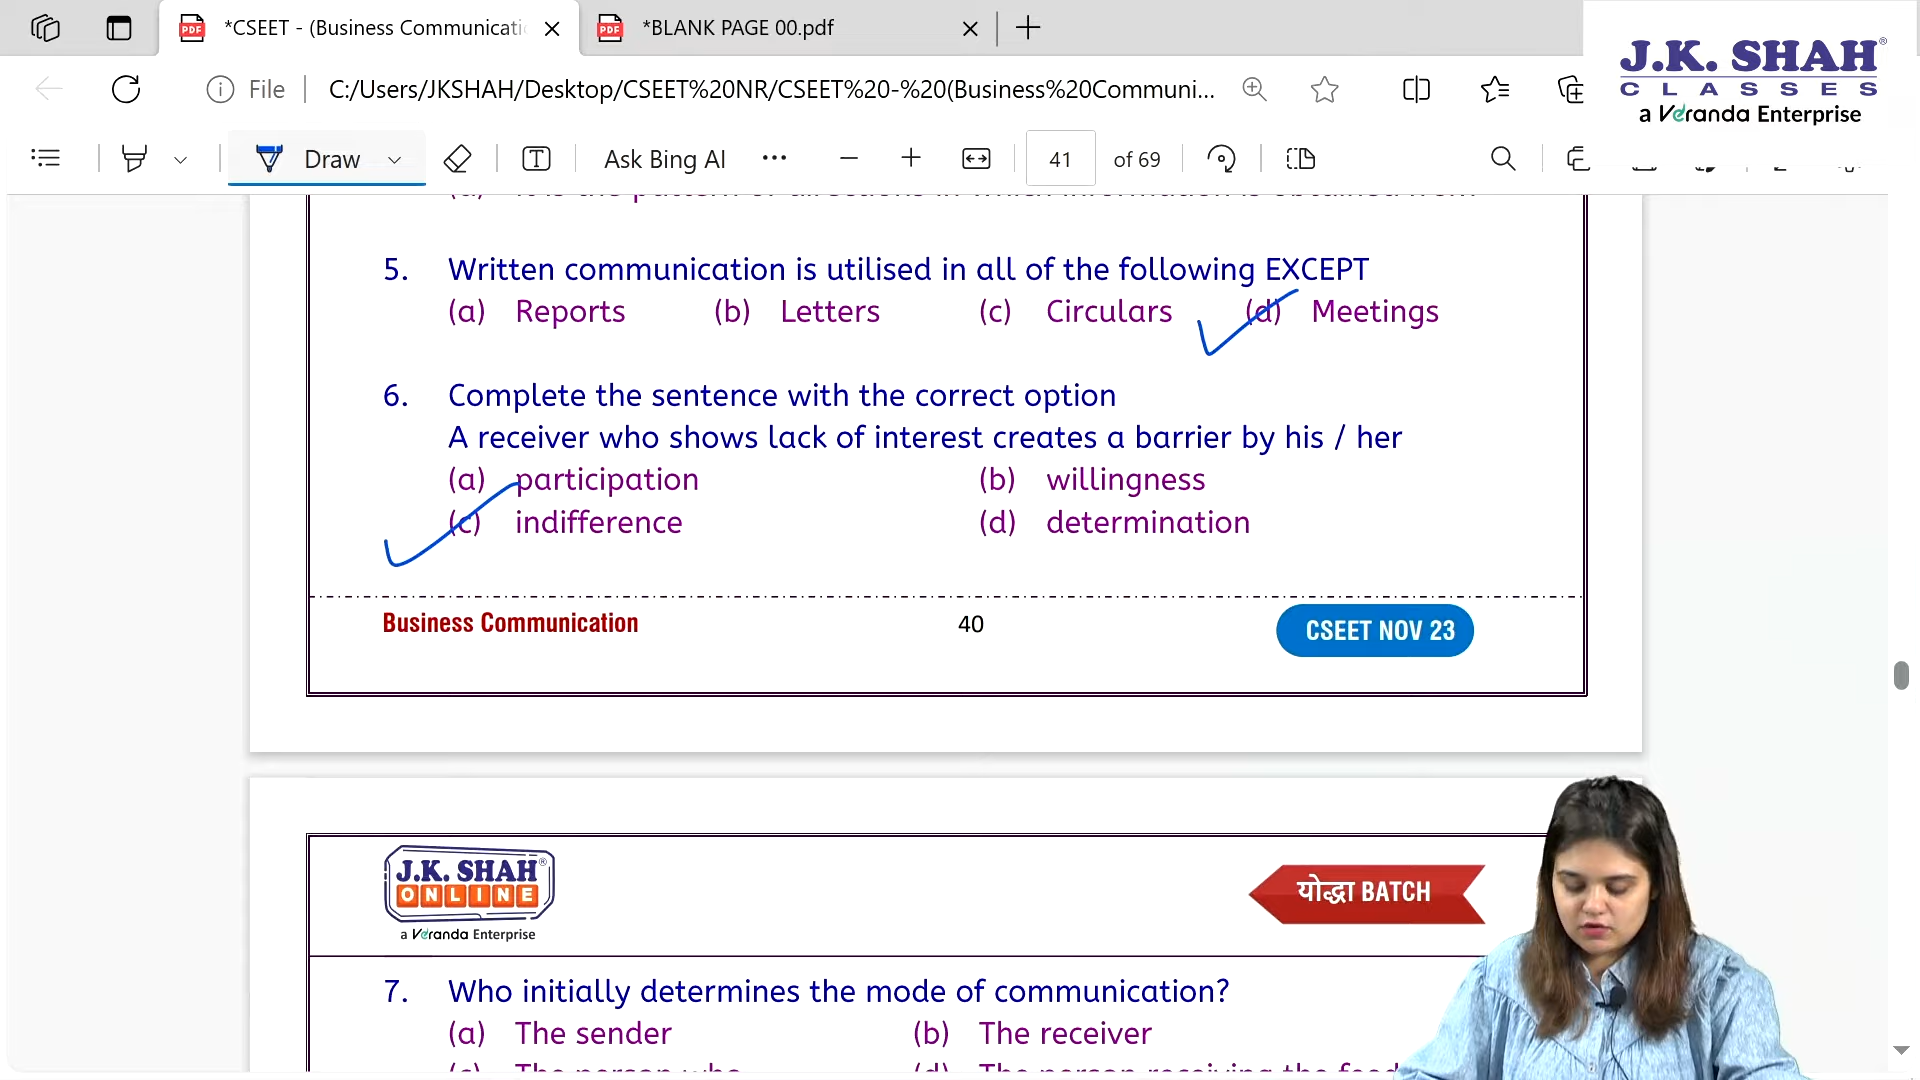 *CSEET - (Business Communicati
*BLANK PAGE 00.pdf
J.K. SHAH®
CLASSES
a Veranda Enterprise
File
C:/Users/JKSHAH/Desktop/CSEET%20NR/CSEET%20-%20(Business%20Communi...
Draw
Ask Bing AI
41 of 69
5. Written communication is utilised in all of the following EXCEPT
(a) Reports (b) Letters (c) Circulars (d) Meetings
6. Complete the sentence with the correct option
A receiver who shows lack of interest creates a barrier by his / her
(a) participation (b) willingness
(c) indifference (d) determination
Business Communication 40 CSEET NOV 23
J.K. SHAH®
ONLINE
a Veranda Enterprise
योद्धा BATCH
7. Who initially determines the mode of communication?
(a) The sender (b) The receiver